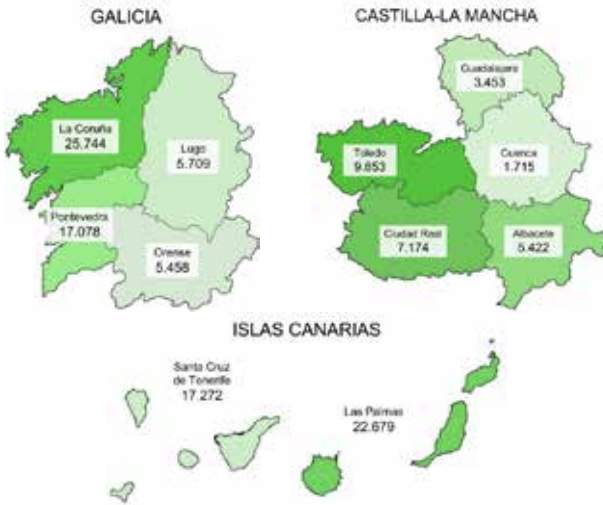 GALICIA
La Coruña
25.744
Lugo
5.709
Pontevedra
17.078
Orense
5.458
CASTILLA-LA MANCHA
Guadalajara
3.453
Toledo
9.853
Cuenca
1.715
Ciudad Real
7.174
Albacete
5.422
ISLAS CANARIAS
Santa Cruz
de Tenerife
17.272
Las Palmas
22.679